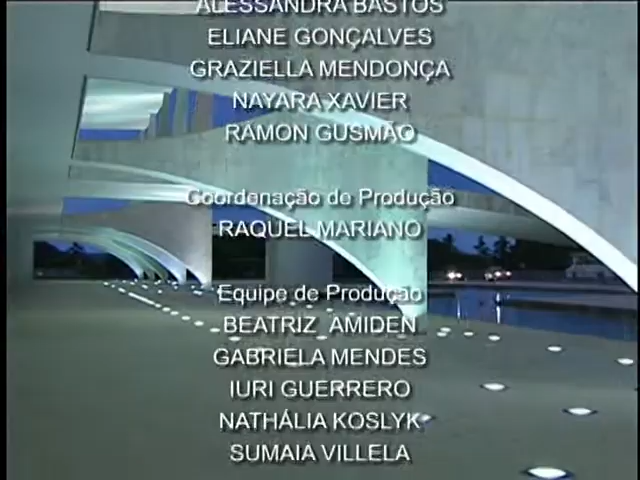 ALESSANDRA BASTOS
ELIANE GONÇALVES
GRAZIELLA MENDONÇA
NAYARA XAVIER
RAMON GUSMÃO
Coordenação de Produção
RAQUEL MARIANO
Equipe de Produção
BEATRIZ AMIDEN
GABRIELA MENDES
IURI GUERRERO
NATHÁLIA KOSLYK
SUMAIA VILLELA